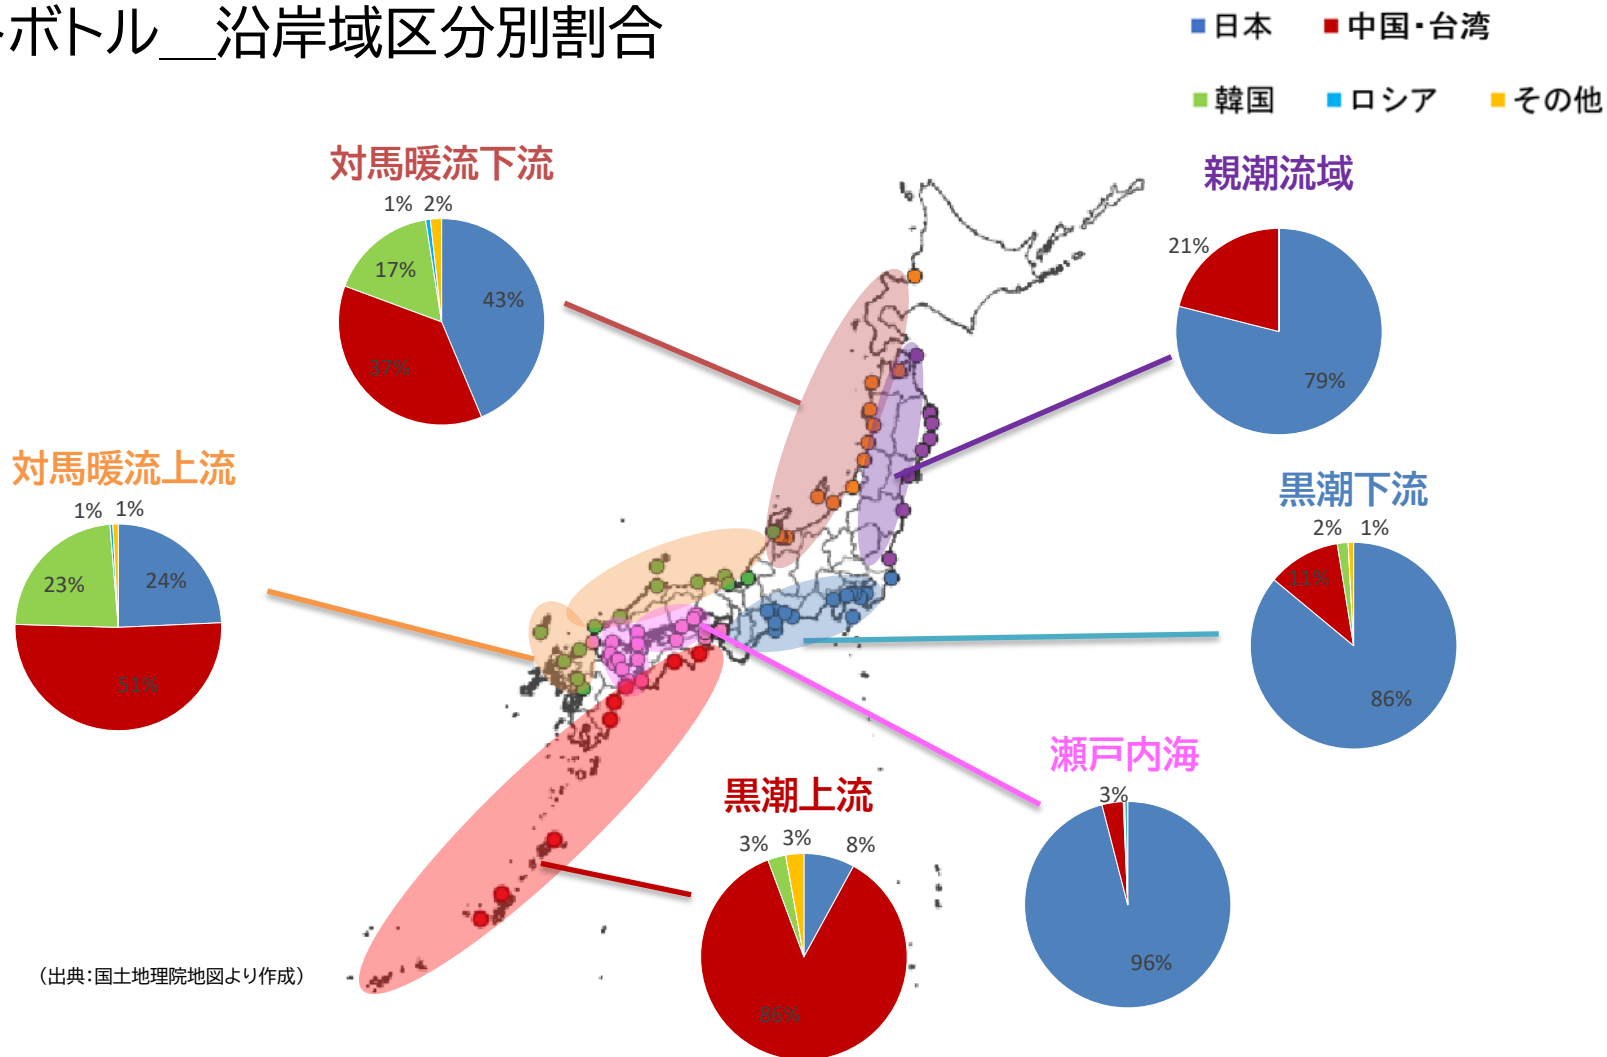 トボトル__沿岸域区分別割合
日本
中国・台湾
韓国
ロシア
その他
対馬暖流下流
1%
2%
17%
43%
37%
親潮流域
21%
79%
対馬暖流上流
1%
1%
23%
24%
51%
黒潮下流
2%
1%
11%
86%
瀬戸内海
3%
96%
黒潮上流
3%
3%
8%
86%
(出典:国土地理院地図より作成)